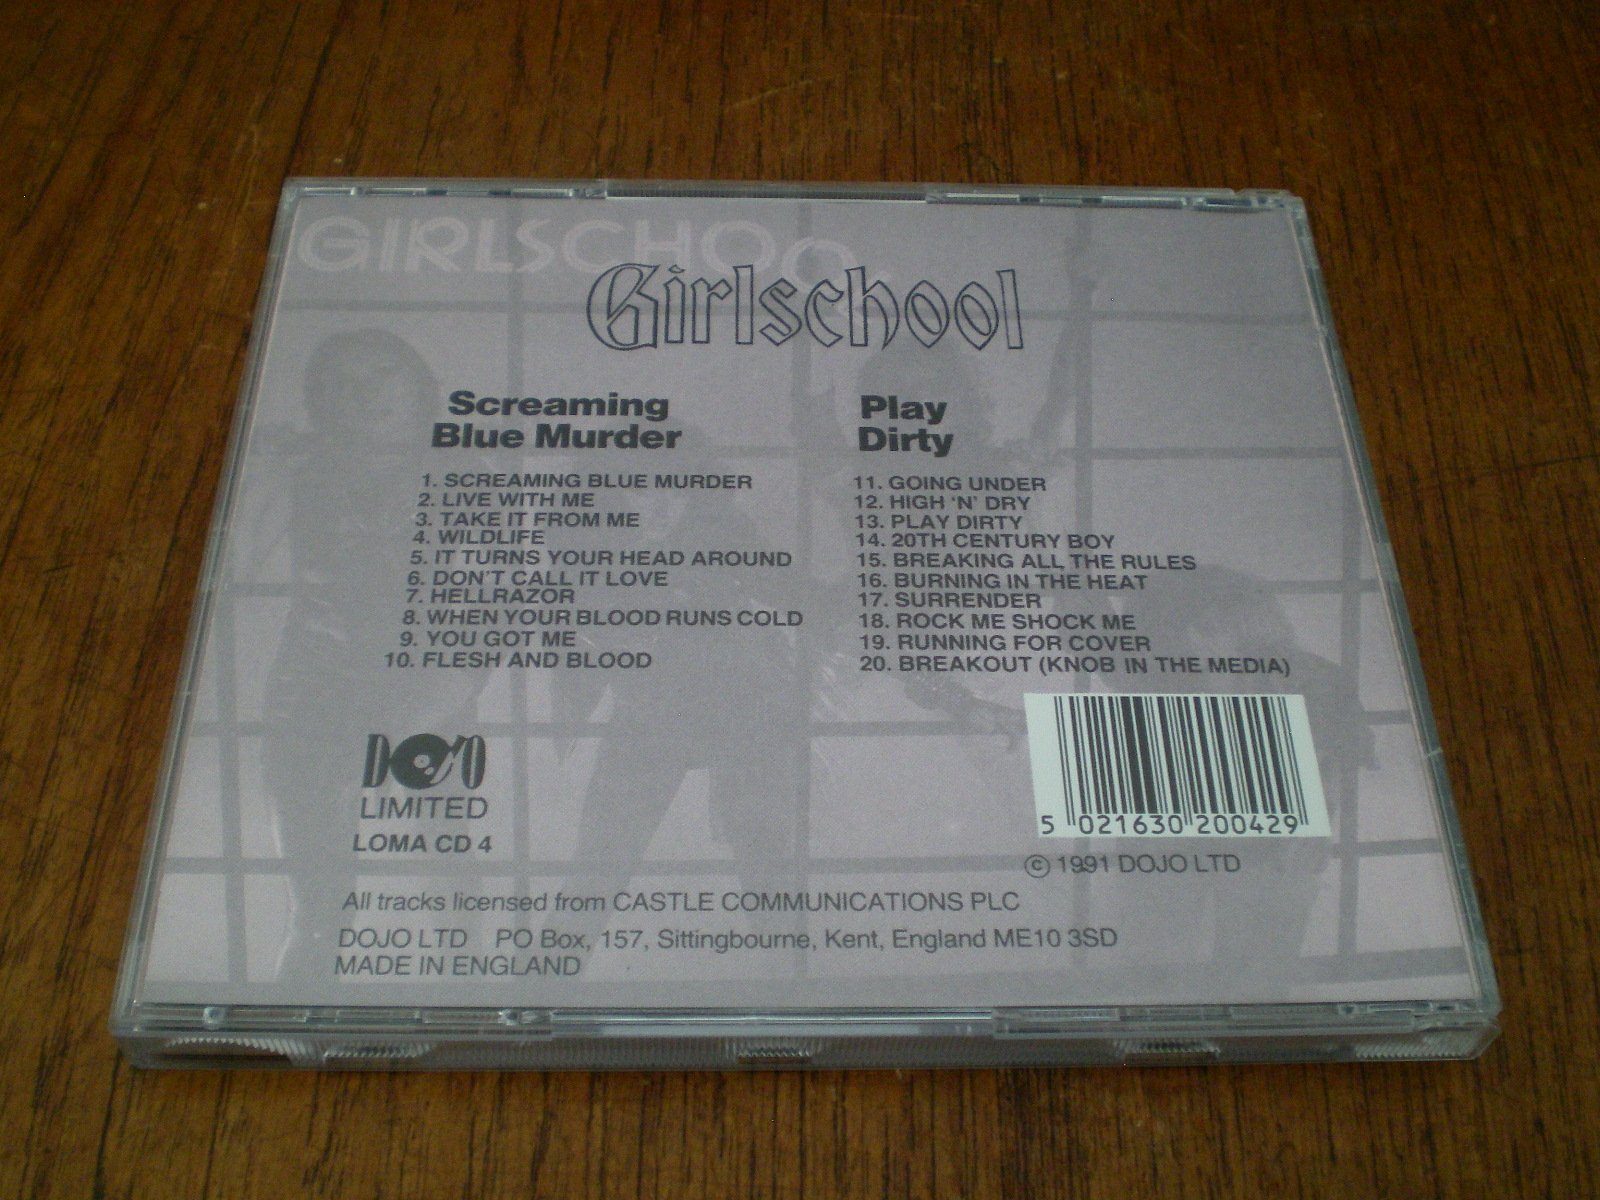 GIRLSCHOO
Girlschool
Screaming
Blue Murder
1. SCREAMING BLUE MURDER
2. LIVE WITH ME
3. TAKE IT FROM ME
4. WILDLIFE
5. IT TURNS YOUR HEAD AROUND
6. DON'T CALL IT LOVE
7. HELLRAZOR
8. WHEN YOUR BLOOD RUNS COLD
9. YOU GOT ME
10. FLESH AND BLOOD
Play
Dirty
11. GOING UNDER
12. HIGH 'N' DRY
13. PLAY DIRTY
14. 20TH CENTURY BOY
15. BREAKING ALL THE RULES
16. BURNING IN THE HEAT
17. SURRENDER
18. ROCK ME SHOCK ME
19. RUNNING FOR COVER
20. BREAKOUT (KNOB IN THE MEDIA)
DOJO
LIMITED
LOMA CD 4
5 021630 200429
© 1991 DOJO LTD
All tracks licensed from CASTLE COMMUNICATIONS PLC
DOJO LTD PO Box, 157, Sittingbourne, Kent, England ME10 3SD
MADE IN ENGLAND